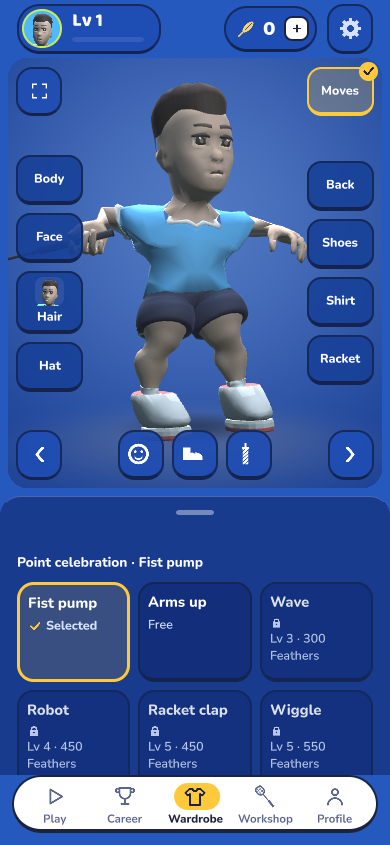 Lv 1
0
+
Moves
Body
Back
Face
Shoes
Hair
Shirt
Hat
Racket
Point celebration · Fist pump
Fist pump
Selected
Arms up
Free
Wave
Lv 3 · 300
Feathers
Robot
Lv 4 · 450
Feathers
Racket clap
Lv 5 · 450
Feathers
Wiggle
Lv 5 · 550
Feathers
Play
Career
Wardrobe
Workshop
Profile